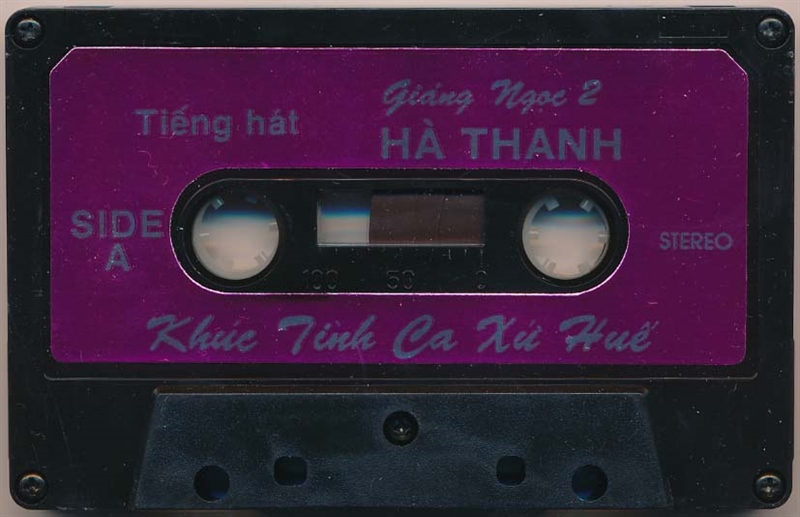 Giáng Ngọc 2
Tiếng hát
HÀ THANH
SIDE
A
STEREO
100 50 0
Khúc Tình Ca Xứ Huế